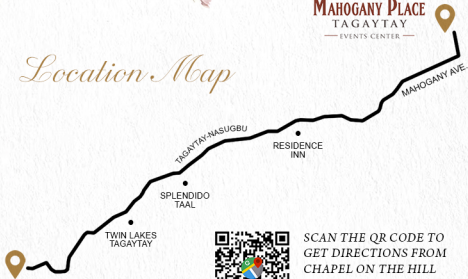 MAHOGANY PLACE
TAGAYTAY
EVENTS CENTER
Location Map
MAHOGANY AVE.
TAGAYTAY-NASUGBU
RESIDENCE
INN
SPLENDIDO
TAAL
TWIN LAKES
TAGAYTAY
SCAN THE QR CODE TO
GET DIRECTIONS FROM
CHAPEL ON THE HILL